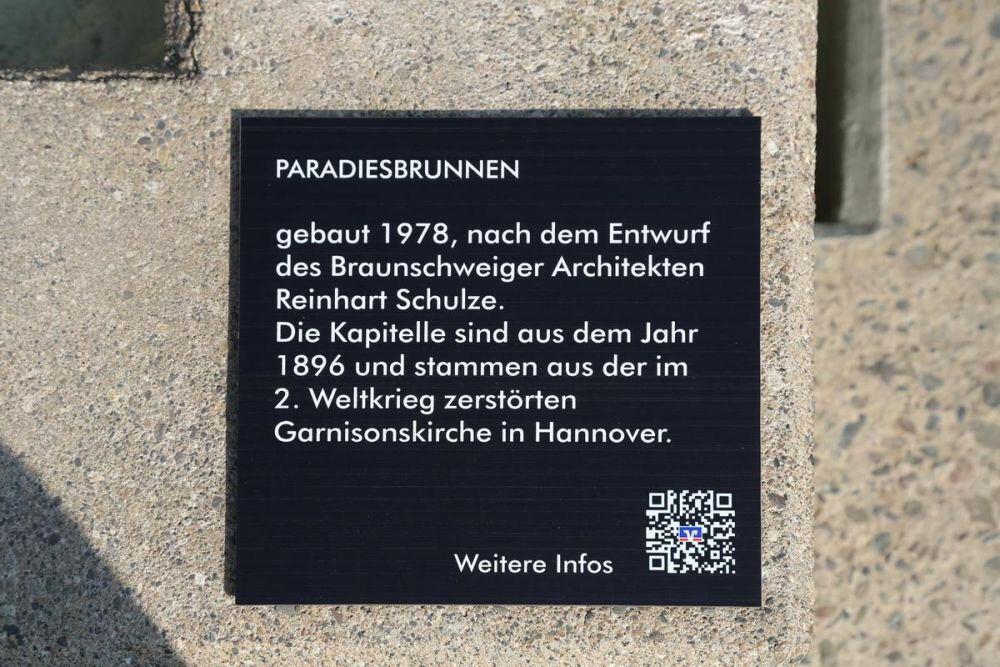 PARADIESBRUNNEN
gebaut 1978, nach dem Entwurf
des Braunschweiger Architekten
Reinhart Schulze.
Die Kapitelle sind aus dem Jahr
1896 und stammen aus der im
2. Weltkrieg zerstörten
Garnisonskirche in Hannover.
Weitere Infos